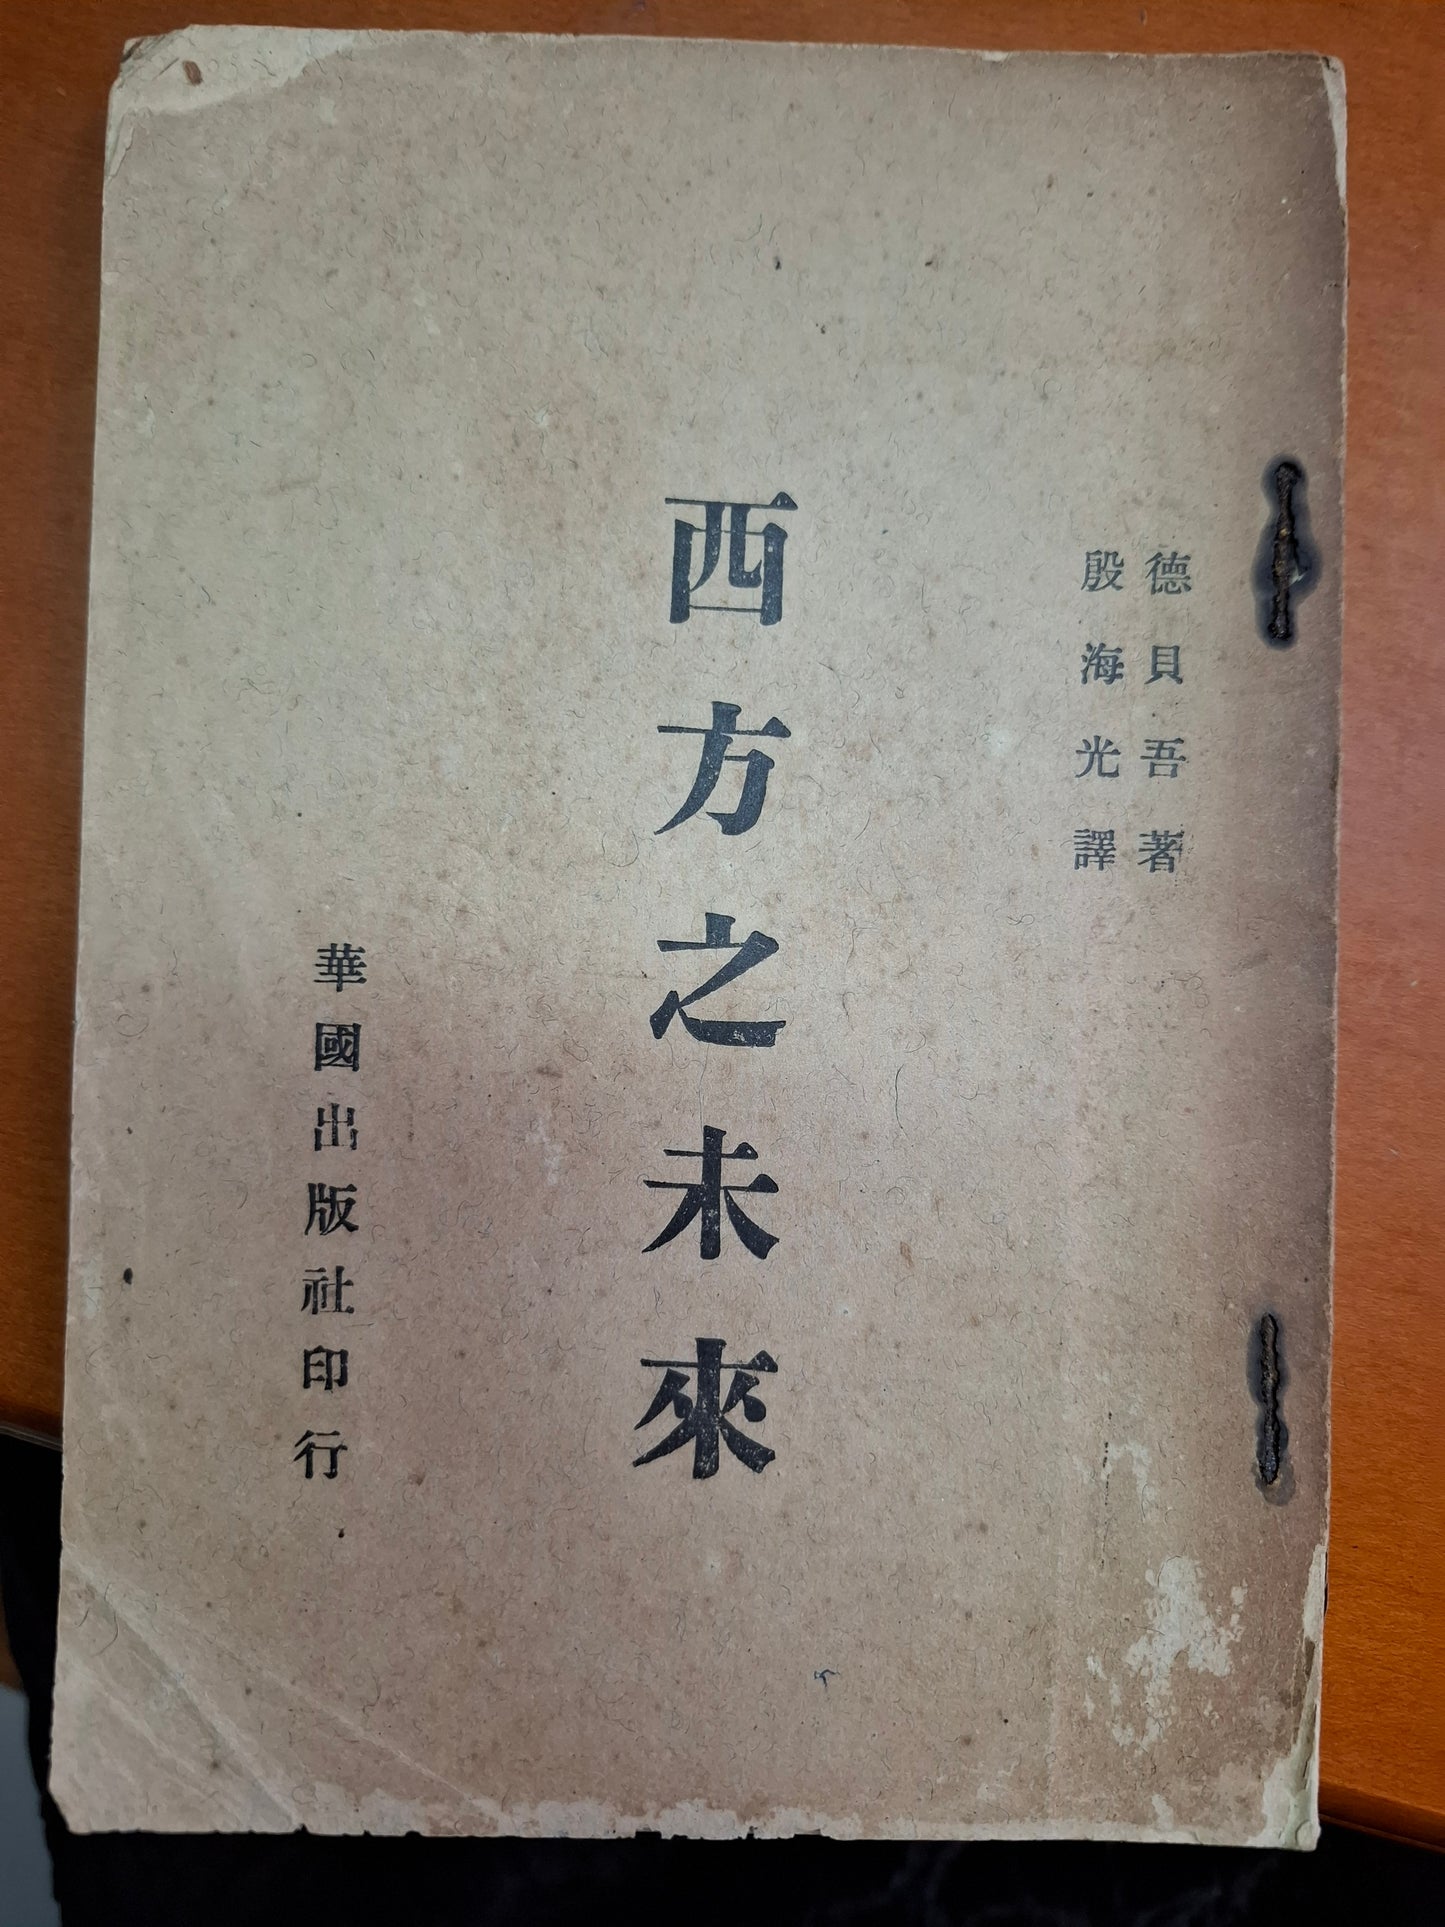 德貝吾著
殷海光譯
西方之未來
華國出版社印行